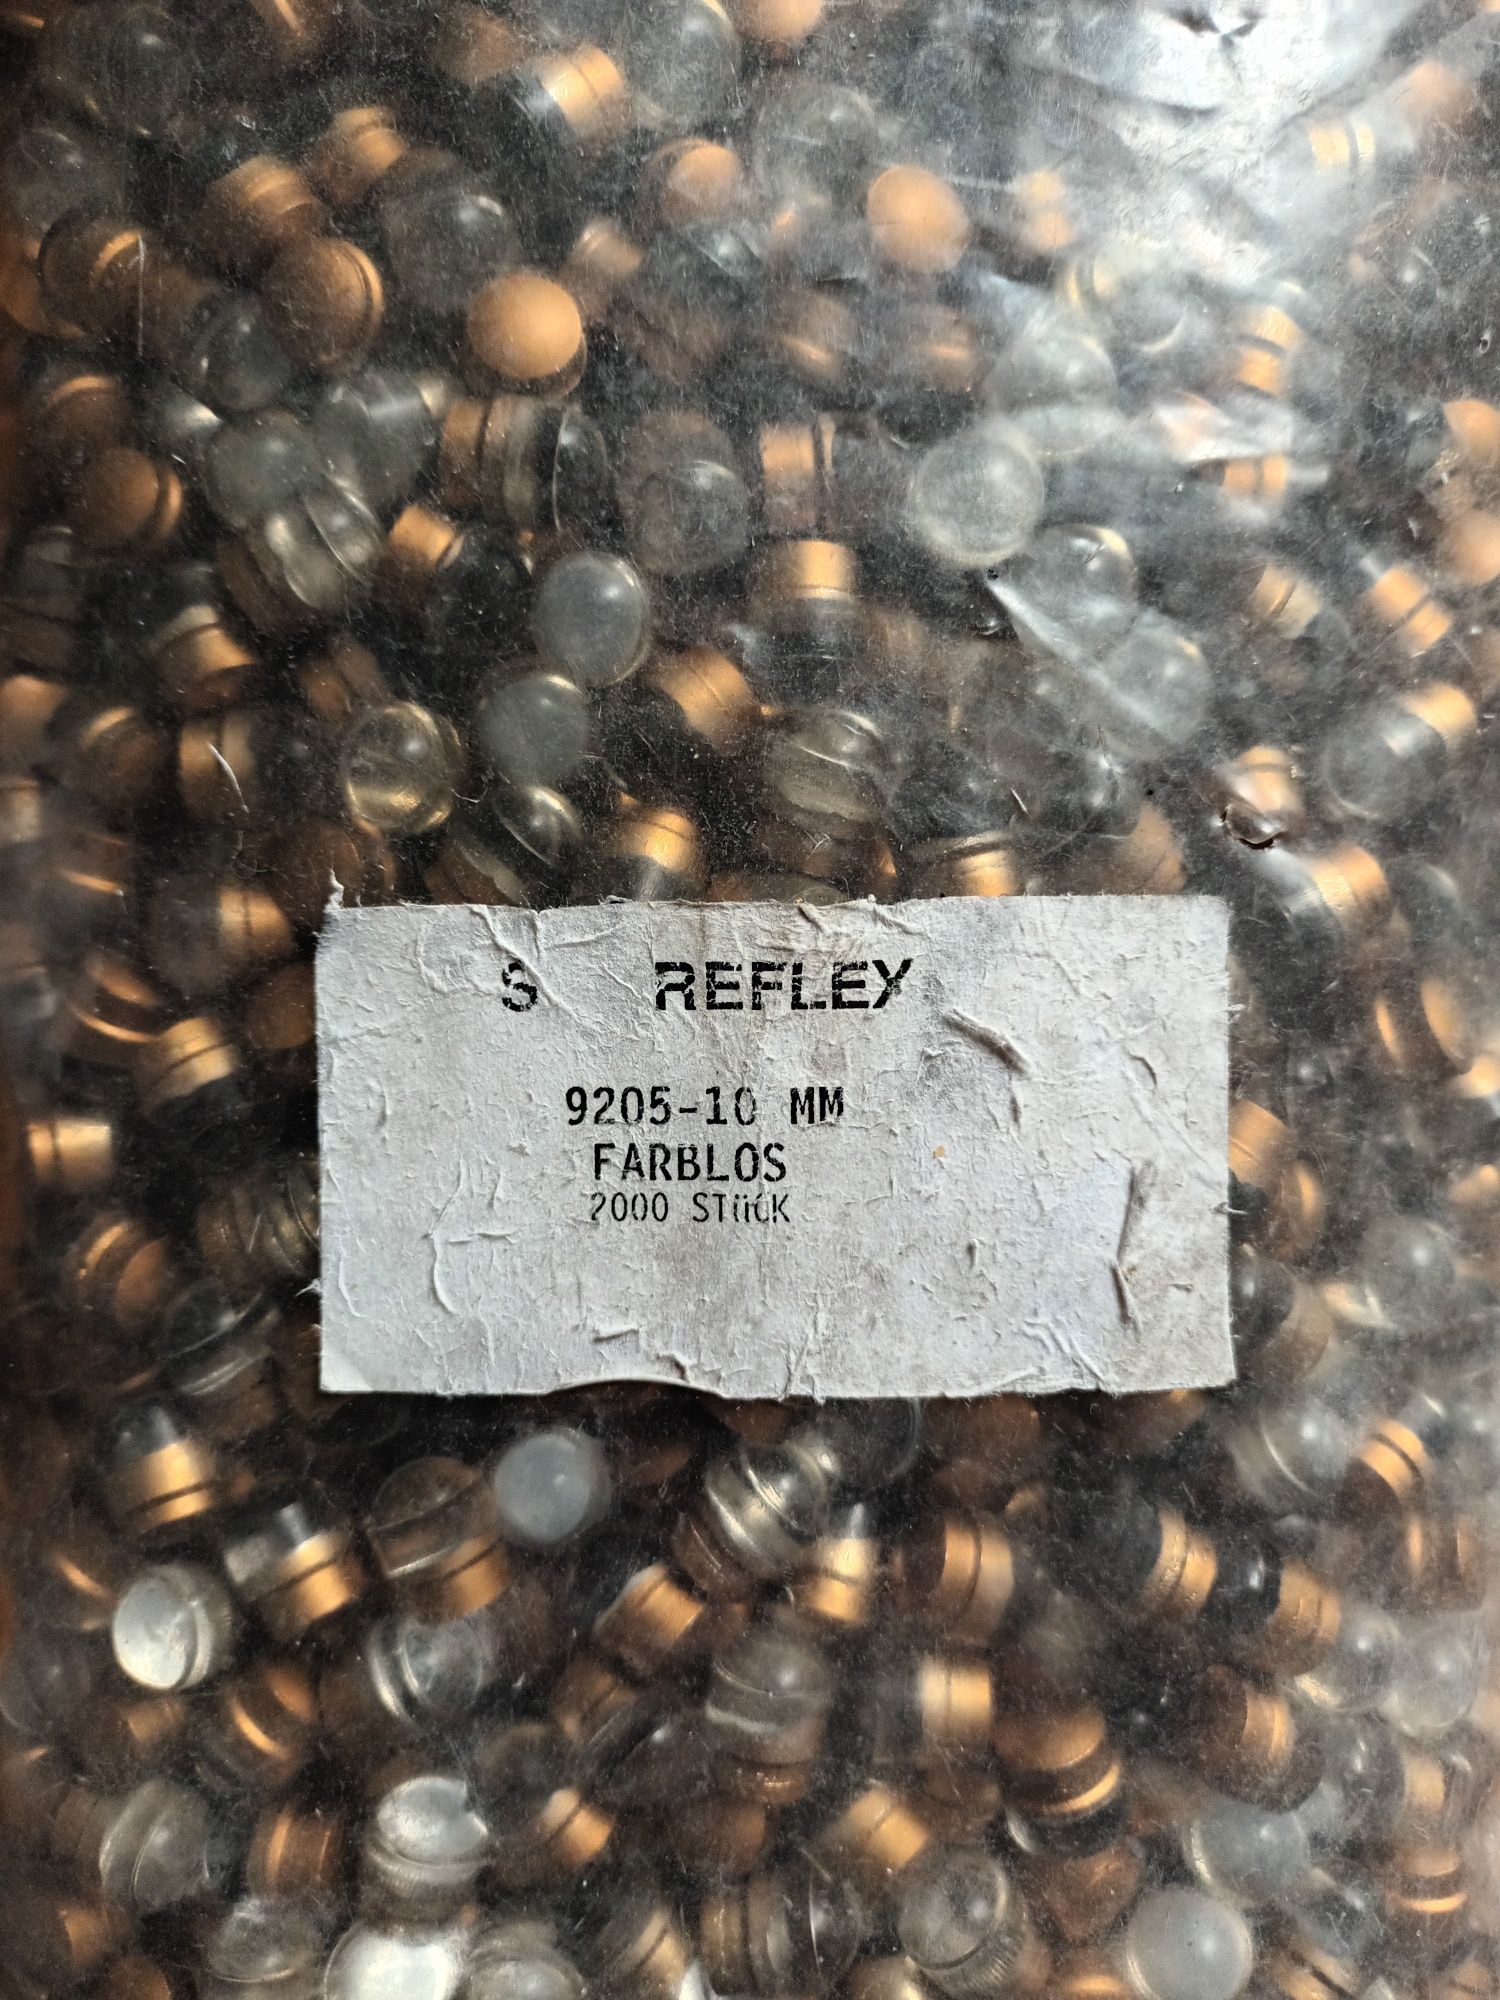 S REFLEX
9205-10 MM
FARBLOS
2000 STÜCK